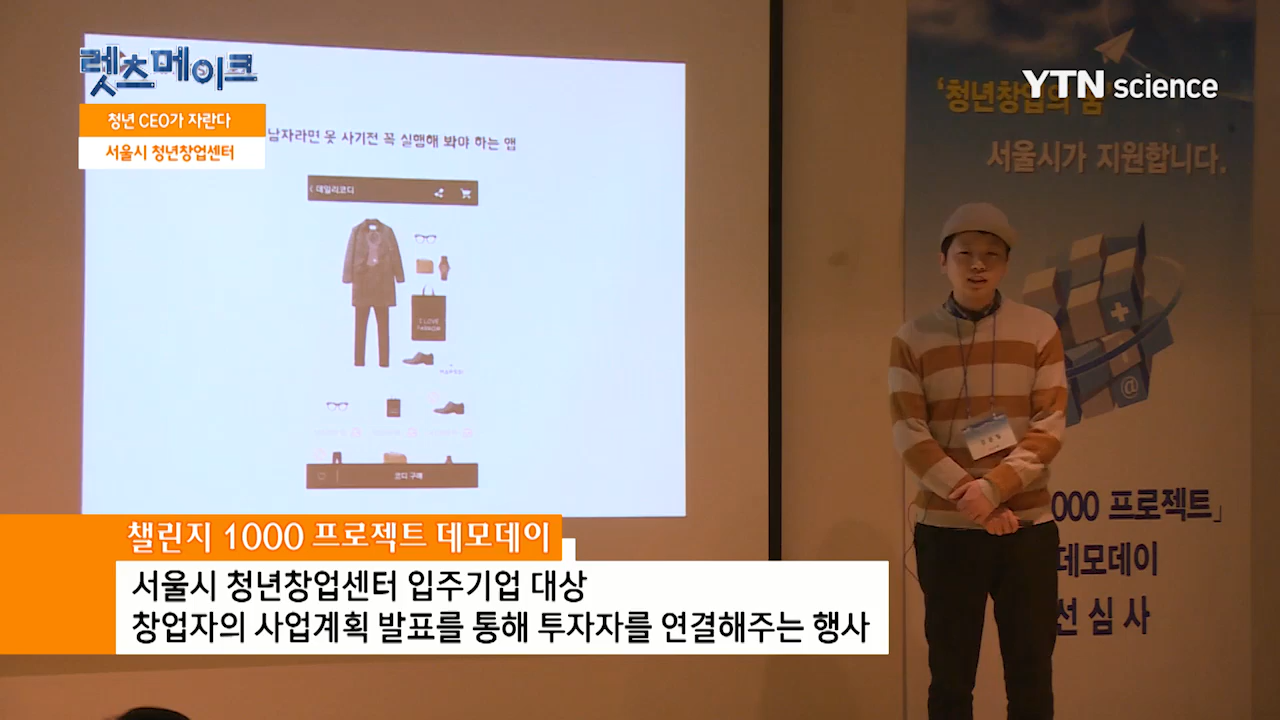 렛츠메이크
청년 CEO가 자란다
서울시 청년창업센터
YTN science
남자라면 옷 사기전 꼭 실행해 봐야 하는 앱
데일리코디
I LOVE
FASHION
코디 구매
'청년창업의 꿈'
서울시가 지원합니다.
@
000 프로젝트」
데모데이
선심사
챌린지 1000 프로젝트 데모데이
서울시 청년창업센터 입주기업 대상
창업자의 사업계획 발표를 통해 투자자를 연결해주는 행사